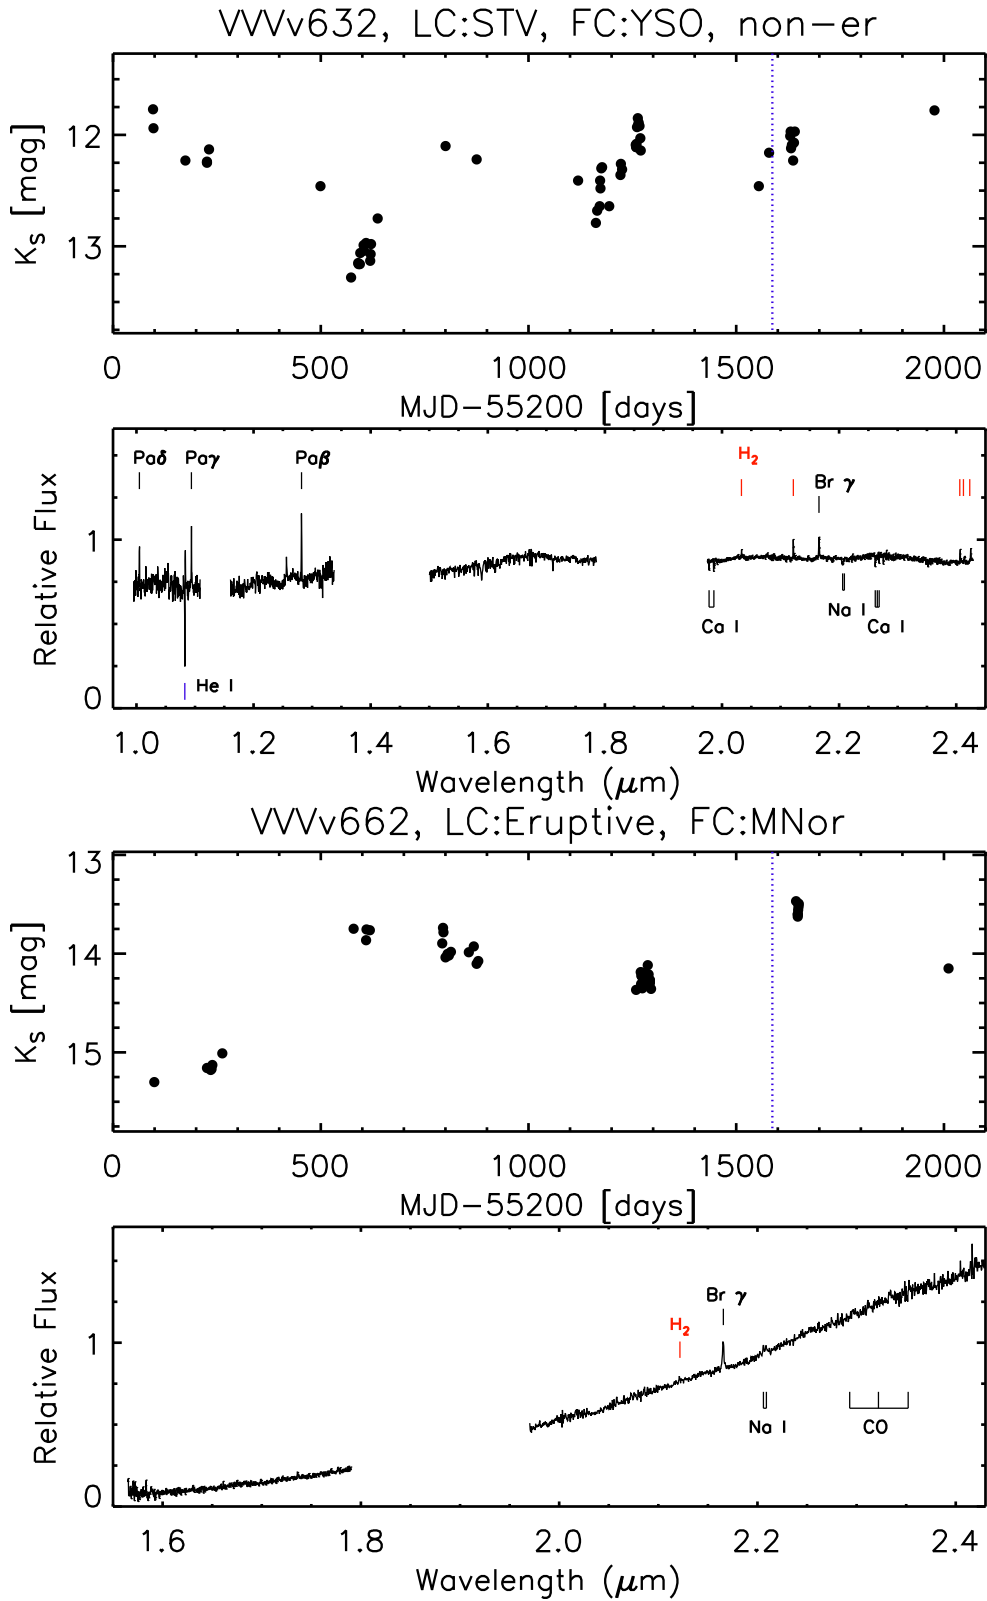 VVVv632, LC:STV, FC:YSO, non-er
12
13
K_S [mag]
0 500 1000 1500 2000
MJD-55200 [days]
Paδ Paγ Paβ H₂
Br γ
1
0
Relative Flux
Na I
Ca I Ca I
He I
1.0 1.2 1.4 1.6 1.8 2.0 2.2 2.4
Wavelength (μm)
VVVv662, LC:Eruptive, FC:MNor
13
14
15
K_S [mag]
0 500 1000 1500 2000
MJD-55200 [days]
Br γ
H₂
1
0
Relative Flux
Na I CO
1.6 1.8 2.0 2.2 2.4
Wavelength (μm)